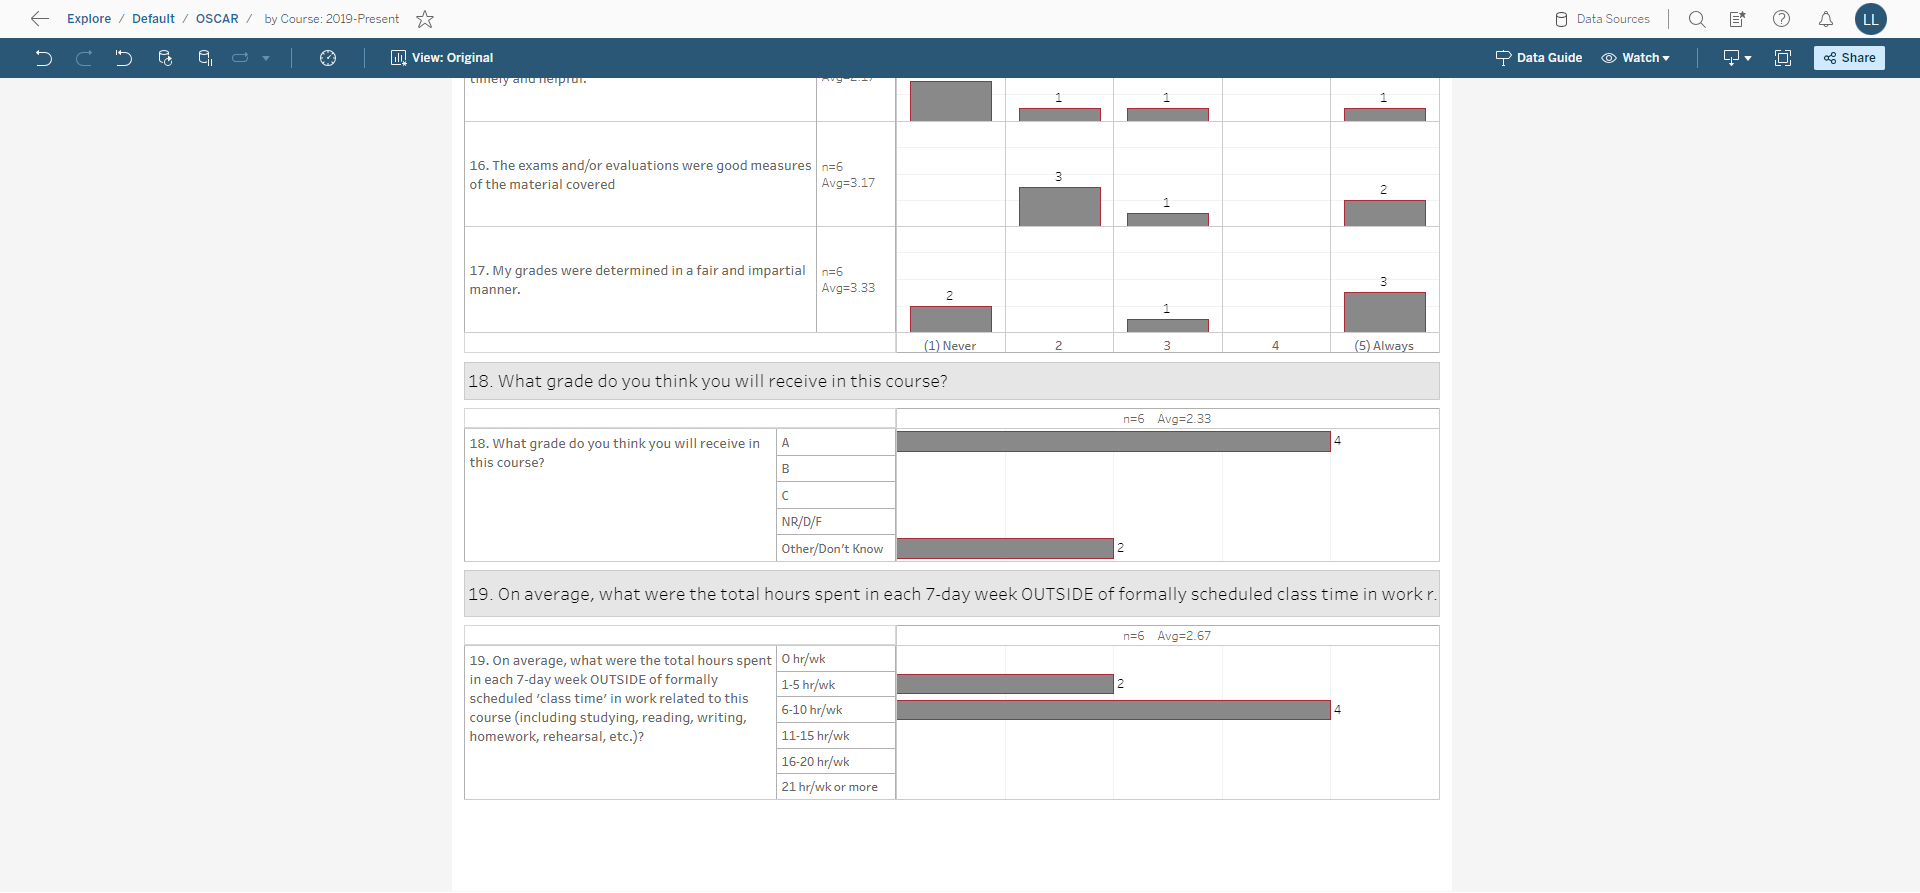 Explore / Default / OSCAR / by Course: 2019-Present
Data Sources
LL
View: Original
Data Guide
Watch
Share
timely and helpful.
Avg=2.17
1
1
1
16. The exams and/or evaluations were good measures
of the material covered
n=6
Avg=3.17
3
1
2
17. My grades were determined in a fair and impartial
manner.
n=6
Avg=3.33
2
1
3
(1) Never
2
3
4
(5) Always
18. What grade do you think you will receive in this course?
n=6 Avg=2.33
18. What grade do you think you will receive in
this course?
A
4
B
C
NR/D/F
Other/Don't Know
2
19. On average, what were the total hours spent in each 7-day week OUTSIDE of formally scheduled class time in work r.
n=6 Avg=2.67
19. On average, what were the total hours spent
in each 7-day week OUTSIDE of formally
scheduled ‘class time’ in work related to this
course (including studying, reading, writing,
homework, rehearsal, etc.)?
0 hr/wk
1-5 hr/wk
2
6-10 hr/wk
4
11-15 hr/wk
16-20 hr/wk
21 hr/wk or more